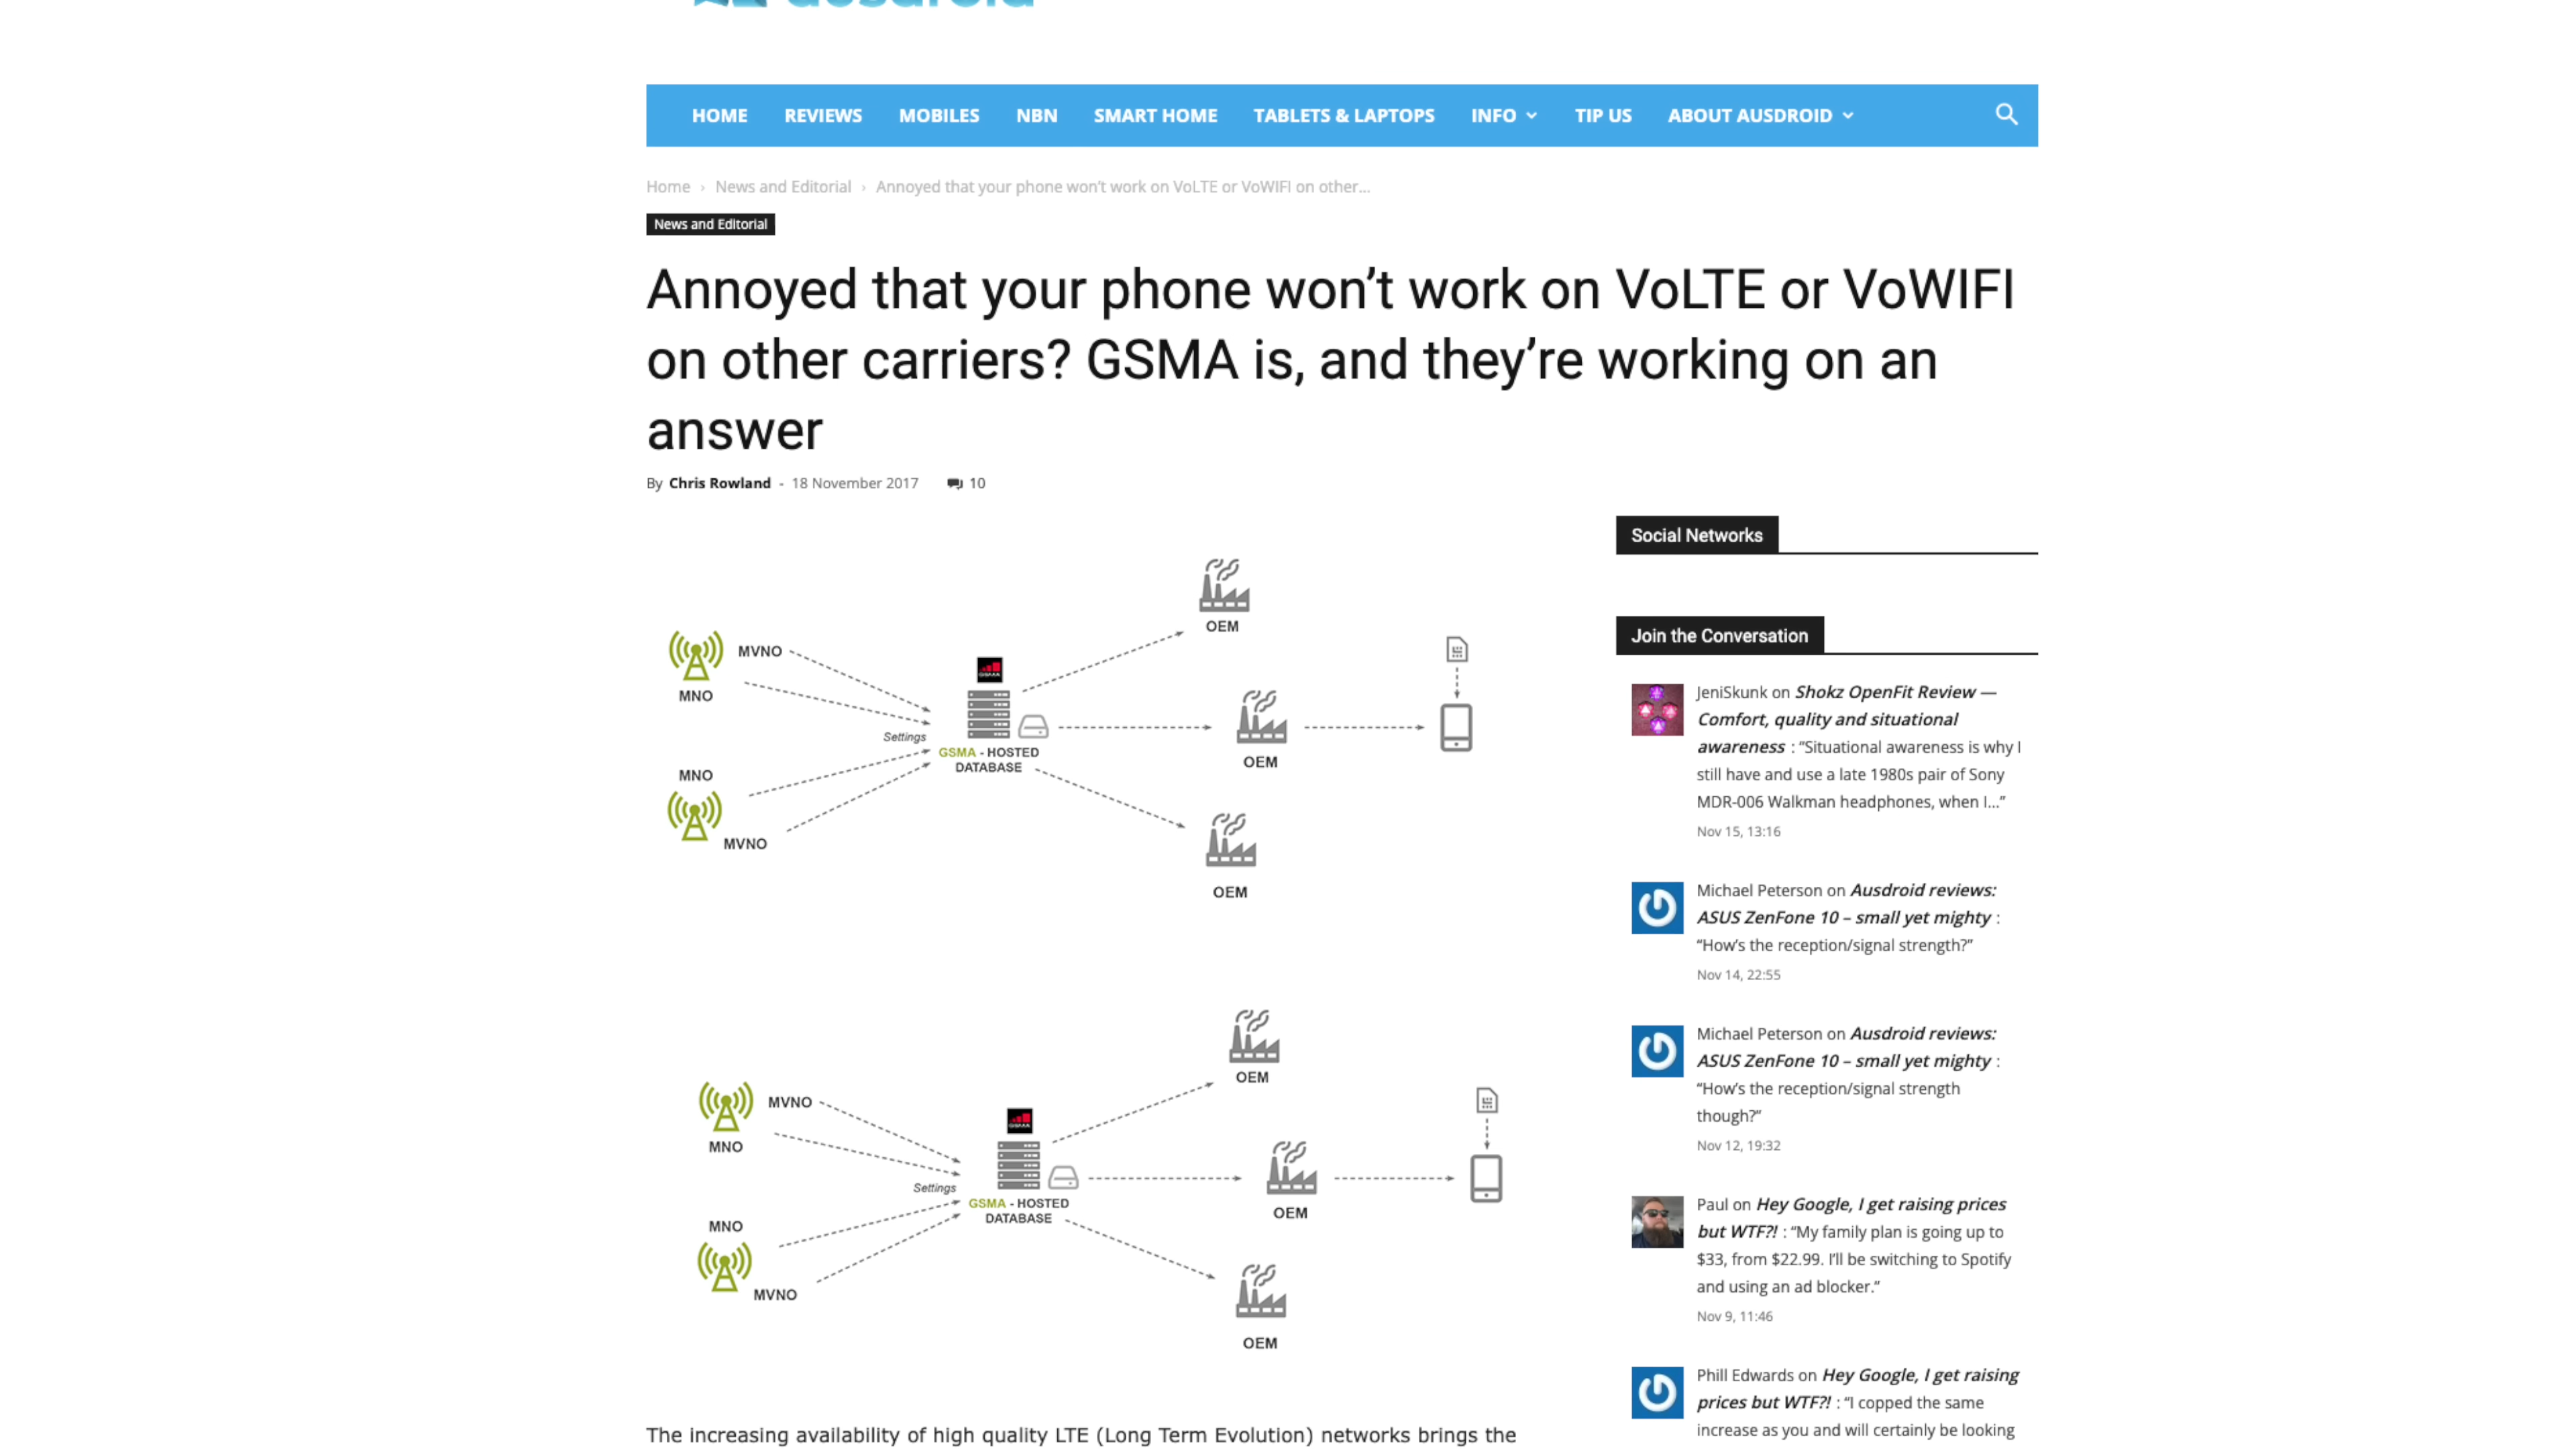 ausdroid
HOME REVIEWS MOBILES NBN SMART HOME TABLETS & LAPTOPS INFO TIP US ABOUT AUSDROID
Home › News and Editorial › Annoyed that your phone won't work on VoLTE or VoWIFI on other...
News and Editorial
Annoyed that your phone won't work on VoLTE or VoWIFI
on other carriers? GSMA is, and they're working on an
answer
By Chris Rowland - 18 November 2017 10
OEM
MVNO
MNO
GSMA
Settings
GSMA - HOSTED
DATABASE
OEM
MNO
MVNO
OEM
OEM
MVNO
MNO
GSMA
Settings
GSMA - HOSTED
DATABASE
OEM
MNO
MVNO
OEM
The increasing availability of high quality LTE (Long Term Evolution) networks brings the
Social Networks
Join the Conversation
JeniSkunk on Shokz OpenFit Review —
Comfort, quality and situational
awareness : “Situational awareness is why I
still have and use a late 1980s pair of Sony
MDR-006 Walkman headphones, when I...”
Nov 15, 13:16
Michael Peterson on Ausdroid reviews:
ASUS ZenFone 10 – small yet mighty :
“How's the reception/signal strength?”
Nov 14, 22:55
Michael Peterson on Ausdroid reviews:
ASUS ZenFone 10 – small yet mighty :
“How's the reception/signal strength
though?”
Nov 12, 19:32
Paul on Hey Google, I get raising prices
but WTF?! : “My family plan is going up to
$33, from $22.99. I'll be switching to Spotify
and using an ad blocker.”
Nov 9, 11:46
Phill Edwards on Hey Google, I get raising
prices but WTF?! : “I copped the same
increase as you and will certainly be looking